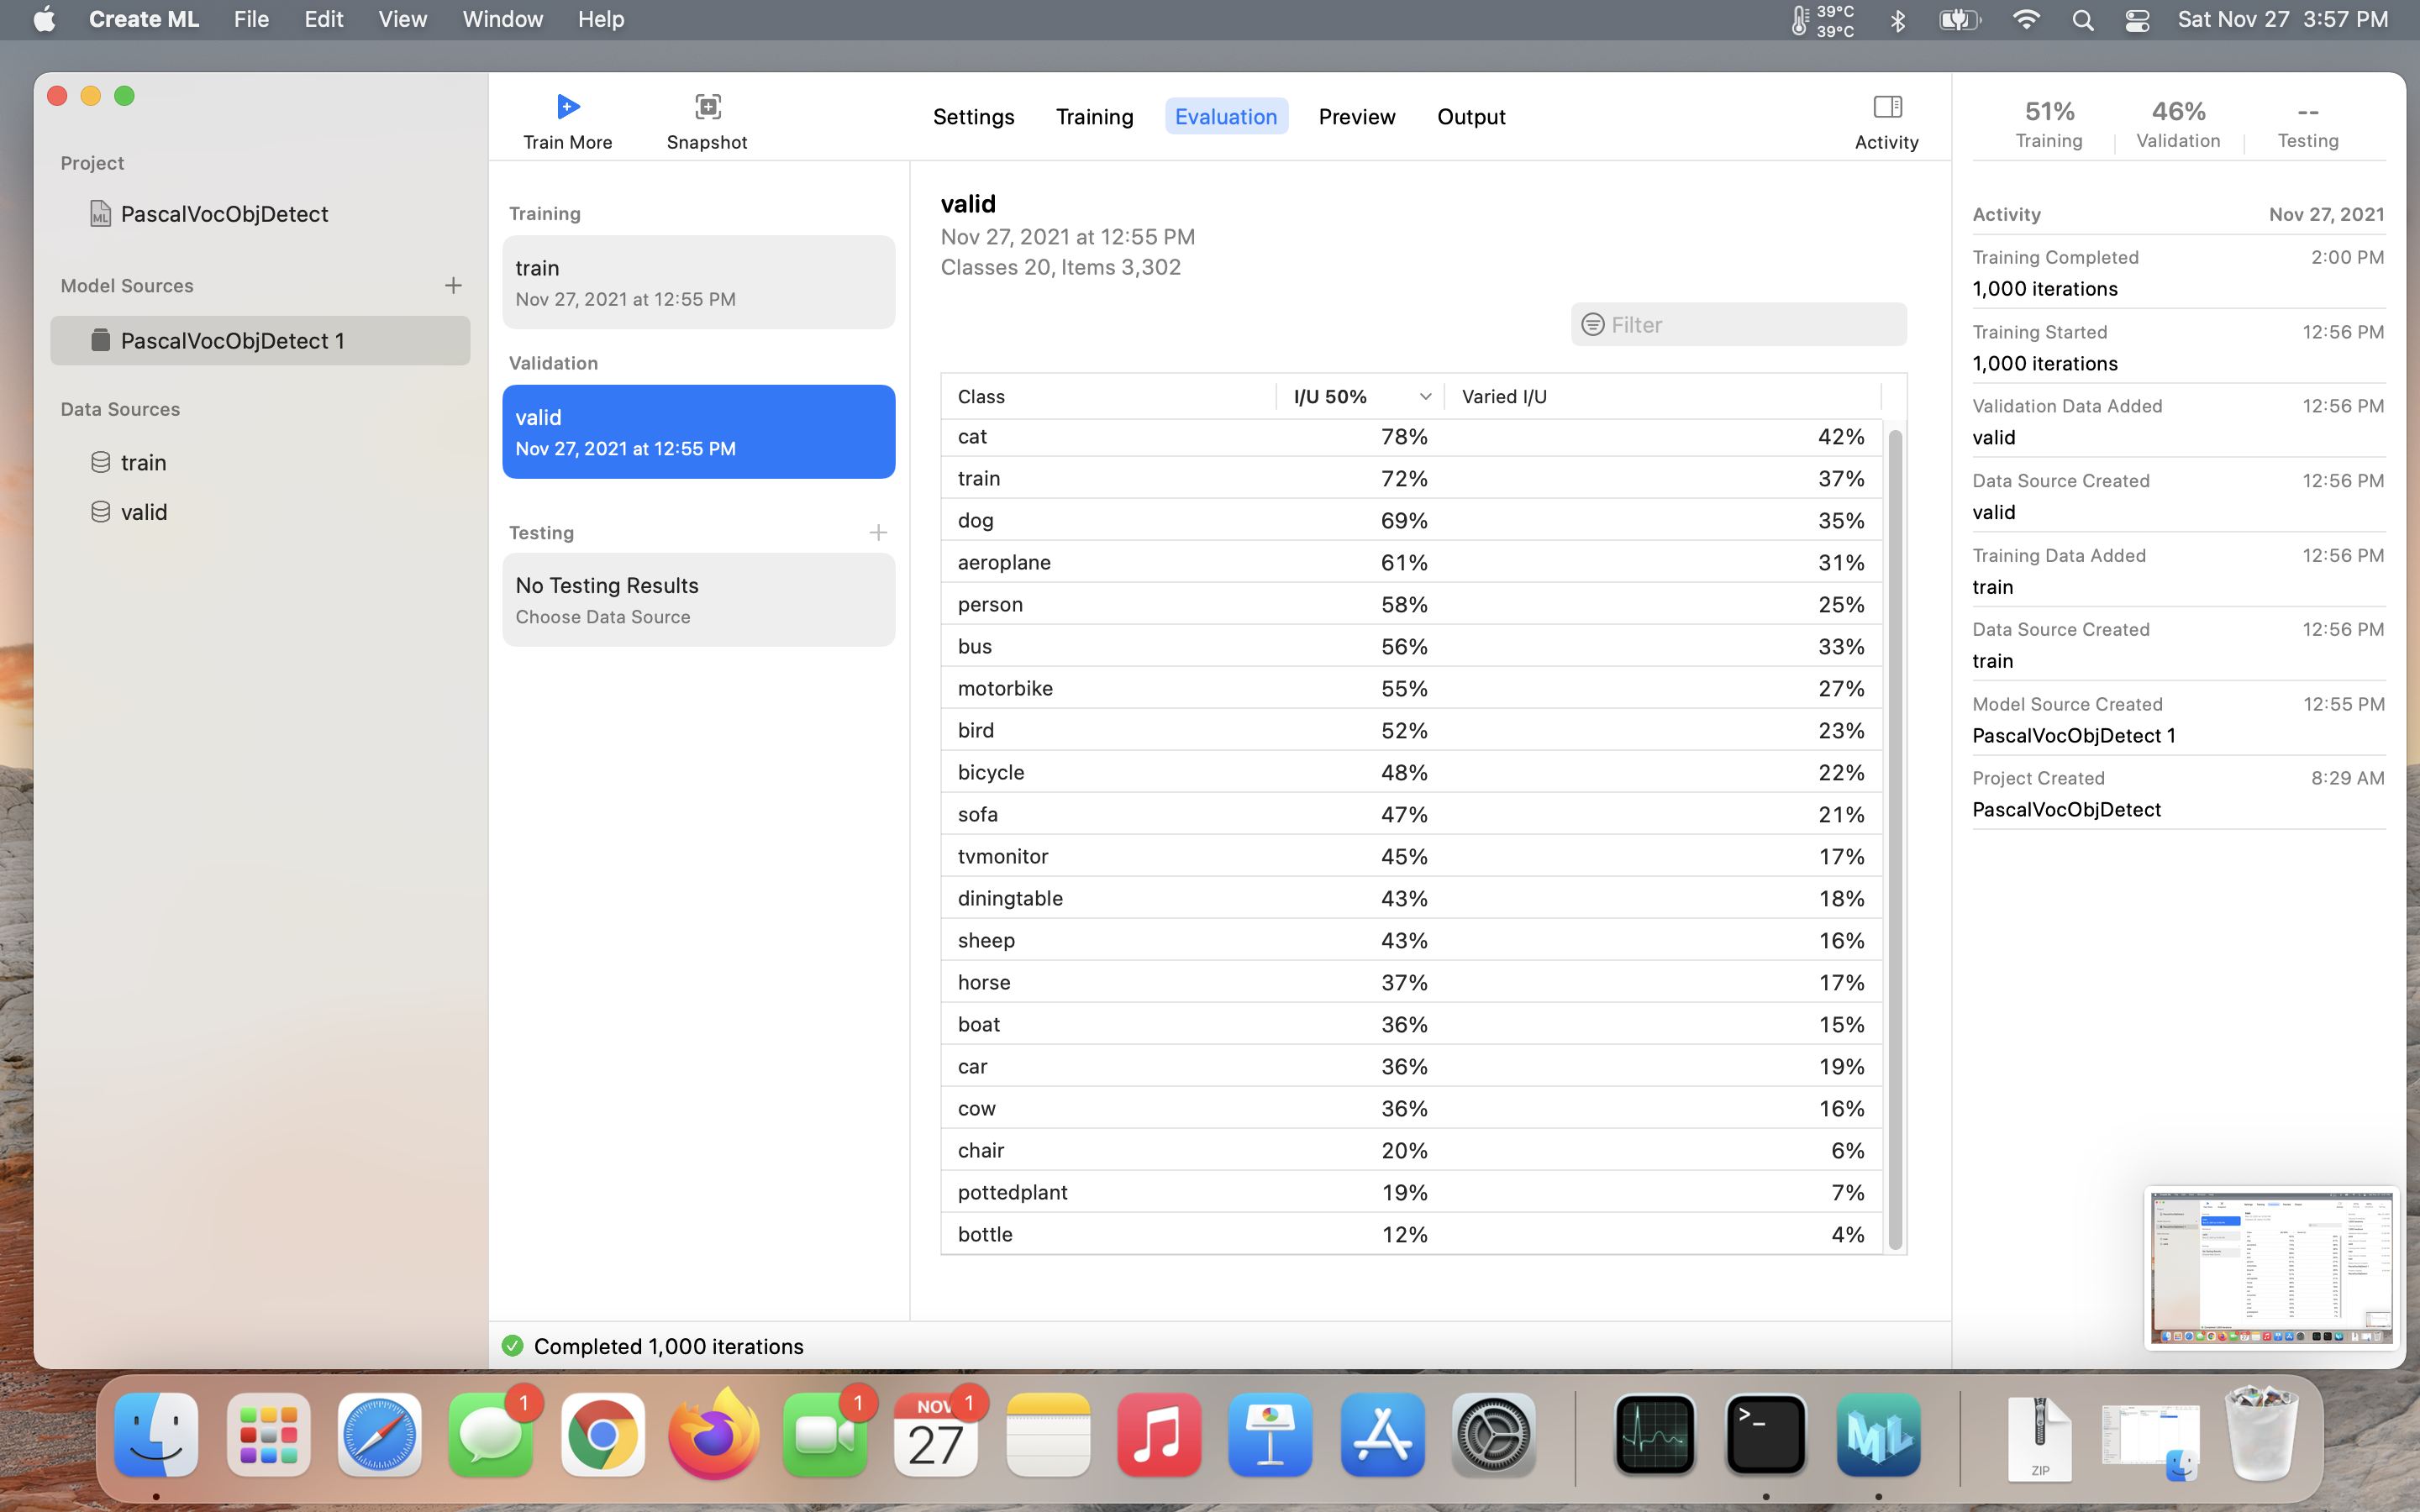 Create ML File Edit View Window Help 39°C 39°C Sat Nov 27 3:57 PM
Train More Snapshot Settings Training Evaluation Preview Output Activity
51% 46% --
Training Validation Testing
Project
PascalVocObjDetect
Model Sources
PascalVocObjDetect 1
Data Sources
train
valid
Training
train
Nov 27, 2021 at 12:55 PM
Validation
valid
Nov 27, 2021 at 12:55 PM
Testing
No Testing Results
Choose Data Source
valid
Nov 27, 2021 at 12:55 PM
Classes 20, Items 3,302
Filter
Class I/U 50% Varied I/U
cat 78% 42%
train 72% 37%
dog 69% 35%
aeroplane 61% 31%
person 58% 25%
bus 56% 33%
motorbike 55% 27%
bird 52% 23%
bicycle 48% 22%
sofa 47% 21%
tvmonitor 45% 17%
diningtable 43% 18%
sheep 43% 16%
horse 37% 17%
boat 36% 15%
car 36% 19%
cow 36% 16%
chair 20% 6%
pottedplant 19% 7%
bottle 12% 4%
Activity Nov 27, 2021
Training Completed 2:00 PM
1,000 iterations
Training Started 12:56 PM
1,000 iterations
Validation Data Added 12:56 PM
valid
Data Source Created 12:56 PM
valid
Training Data Added 12:56 PM
train
Data Source Created 12:56 PM
train
Model Source Created 12:55 PM
PascalVocObjDetect 1
Project Created 8:29 AM
PascalVocObjDetect
Completed 1,000 iterations
1 1 NOV 1
27
>_
ML
ZIP